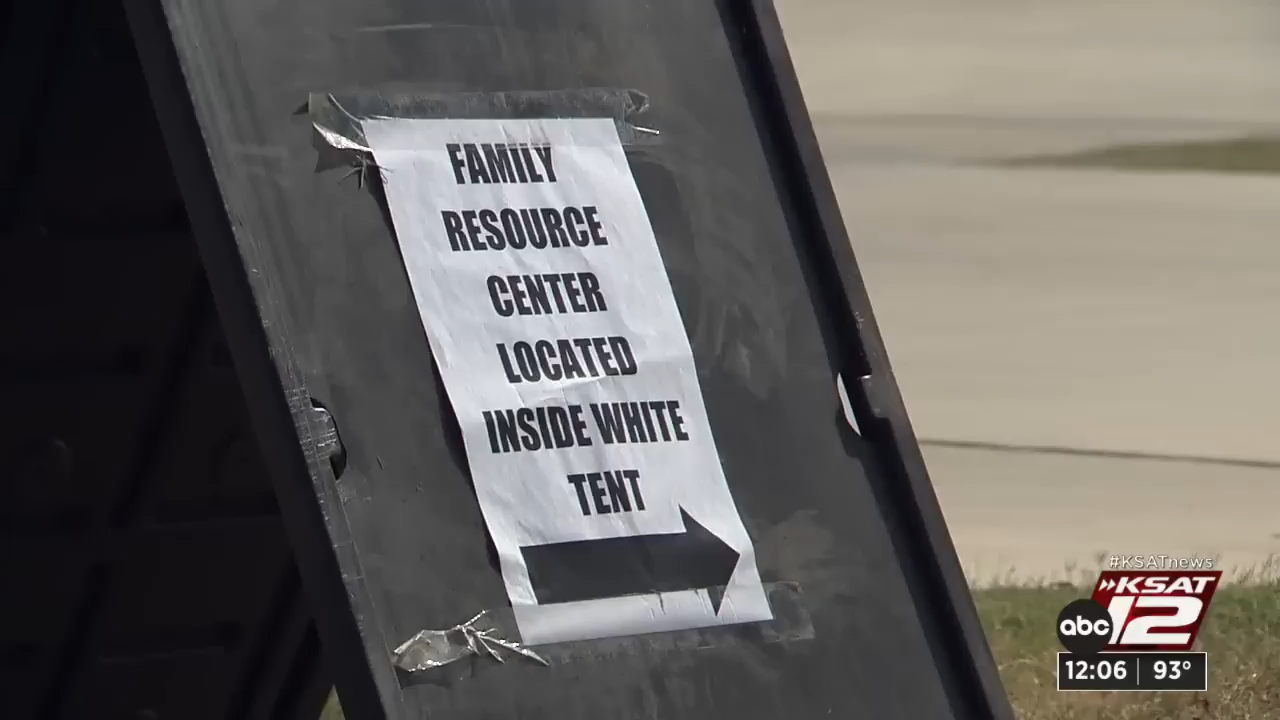 FAMILY
RESOURCE
CENTER
LOCATED
INSIDE WHITE
TENT
#KSATnews
KSAT
abc 12
12:06 93°